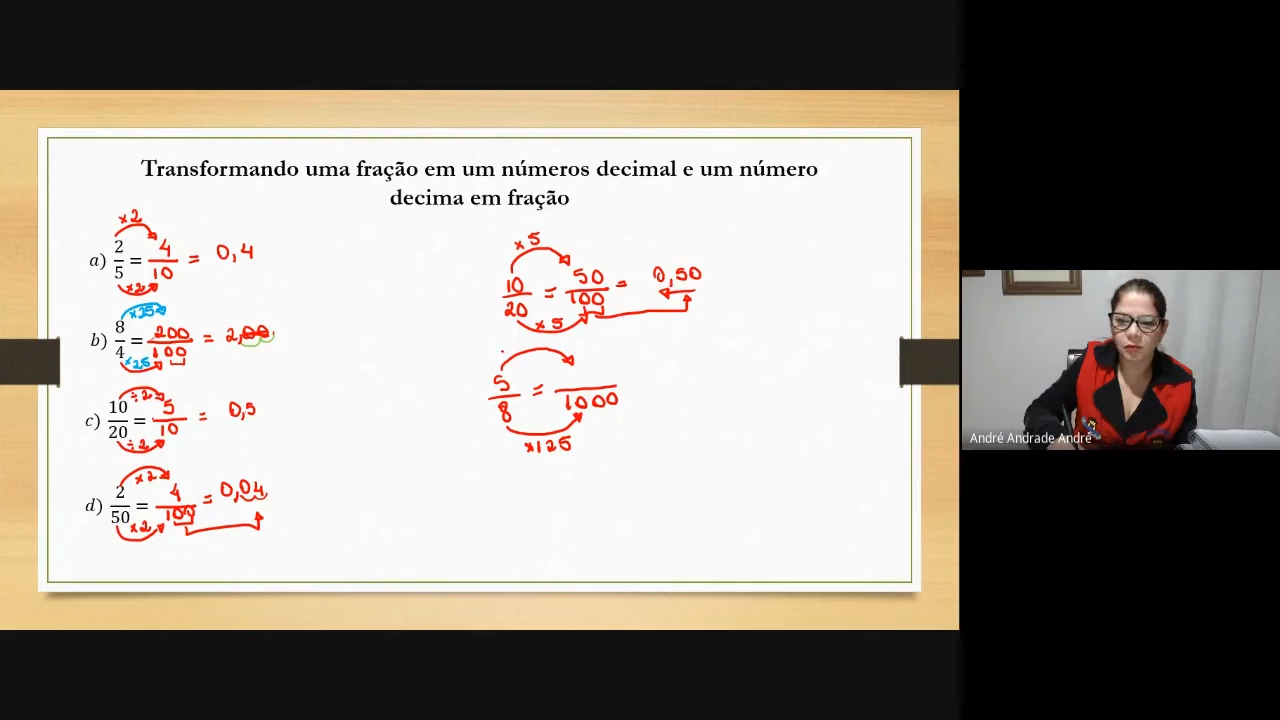 Transformando uma fração em um números decimal e um número
decima em fração
×2
a) 2/5 = 4/10 = 0,4
×2
×25
b) 8/4 = 200/100 = 2,00
×25
÷2
c) 10/20 = 5/10 = 0,5
÷2
×2
d) 2/50 = 4/100 = 0,04
×2
×5
10/20 = 50/100 = 0,50
×5
5/8 = /1000
×125
André Andrade André